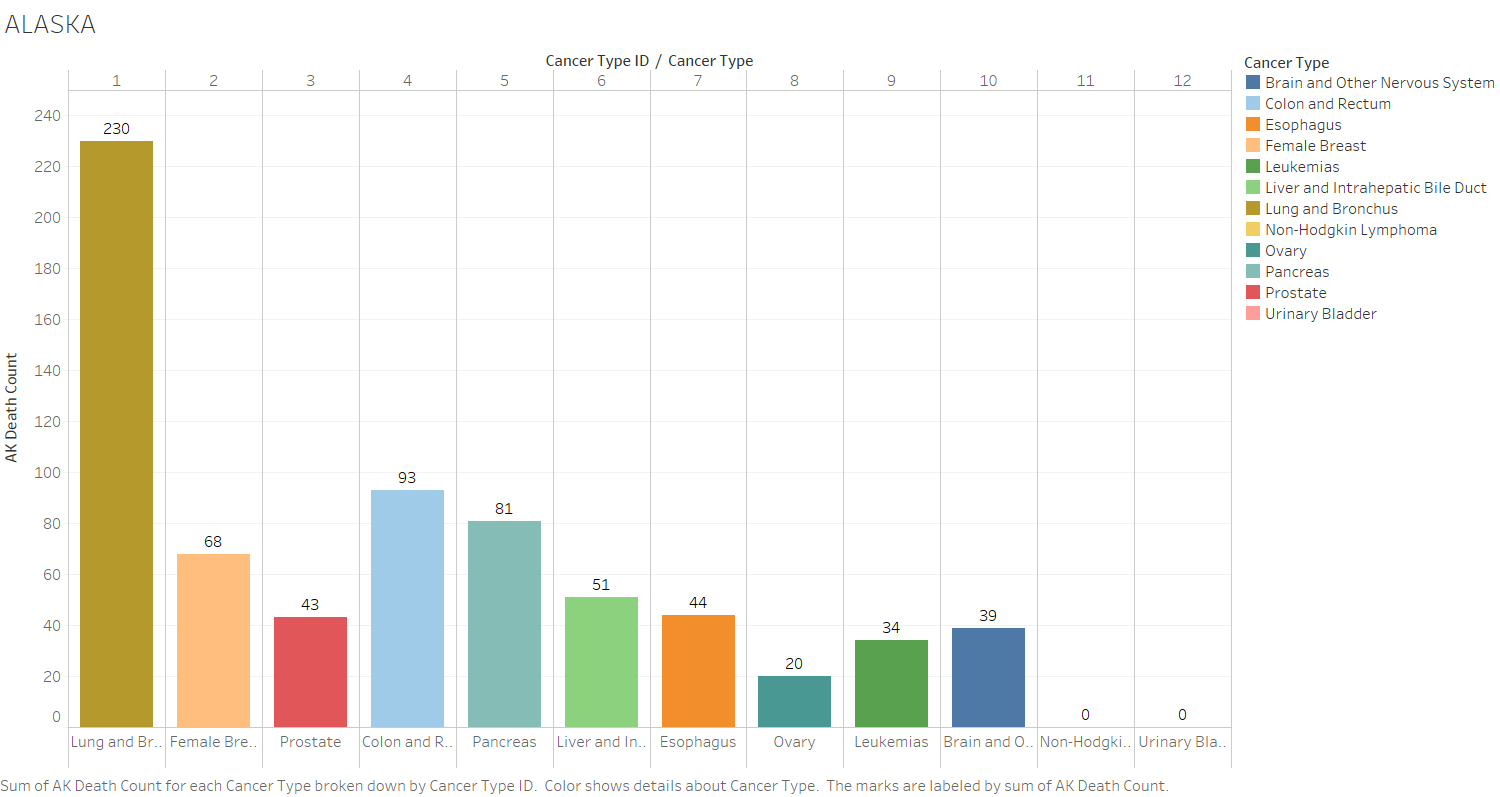 ALASKA
Cancer Type ID / Cancer Type
1 2 3 4 5 6 7 8 9 10 11 12
AK Death Count
240
220
200
180
160
140
120
100
80
60
40
20
0
230
68
43
93
81
51
44
20
34
39
0
0
Lung and Br.. Female Bre.. Prostate Colon and R.. Pancreas Liver and In.. Esophagus Ovary Leukemias Brain and O.. Non-Hodgki.. Urinary Bla..
Cancer Type
Brain and Other Nervous System
Colon and Rectum
Esophagus
Female Breast
Leukemias
Liver and Intrahepatic Bile Duct
Lung and Bronchus
Non-Hodgkin Lymphoma
Ovary
Pancreas
Prostate
Urinary Bladder
Sum of AK Death Count for each Cancer Type broken down by Cancer Type ID. Color shows details about Cancer Type. The marks are labeled by sum of AK Death Count.